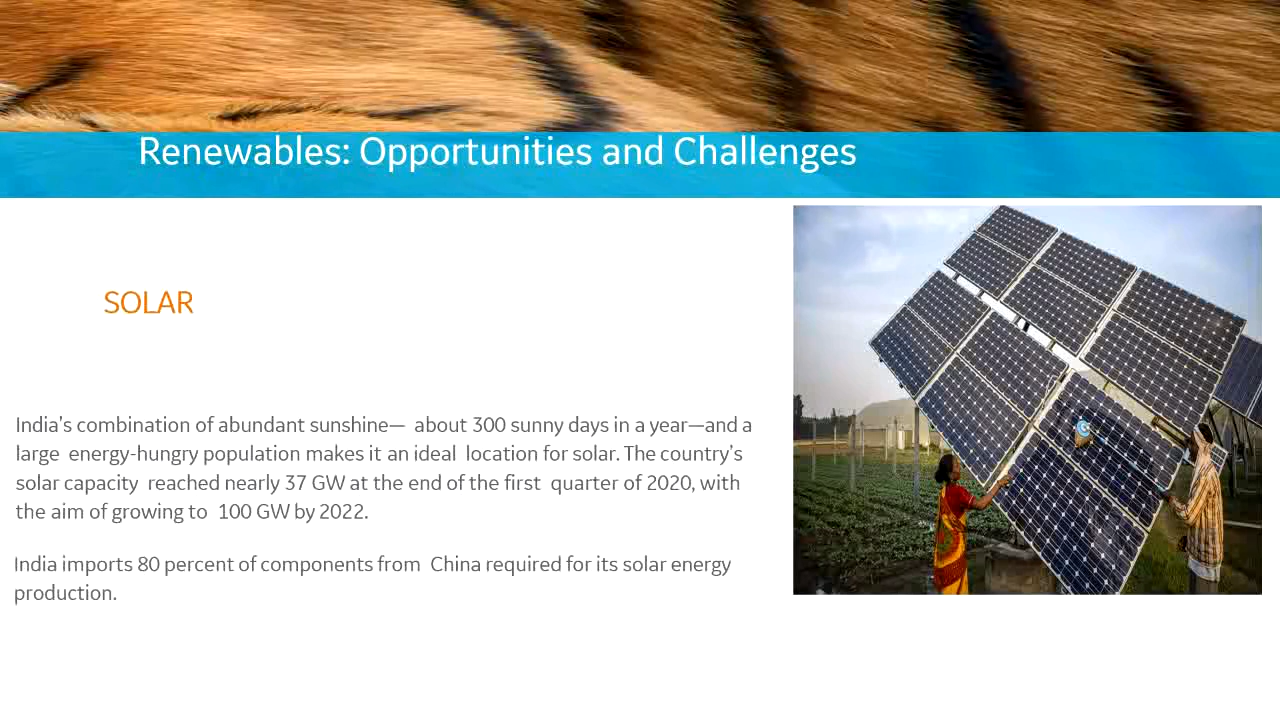 Renewables: Opportunities and Challenges
SOLAR
India’s combination of abundant sunshine— about 300 sunny days in a year—and a
large energy-hungry population makes it an ideal location for solar. The country’s
solar capacity reached nearly 37 GW at the end of the first quarter of 2020, with
the aim of growing to 100 GW by 2022.
India imports 80 percent of components from China required for its solar energy
production.